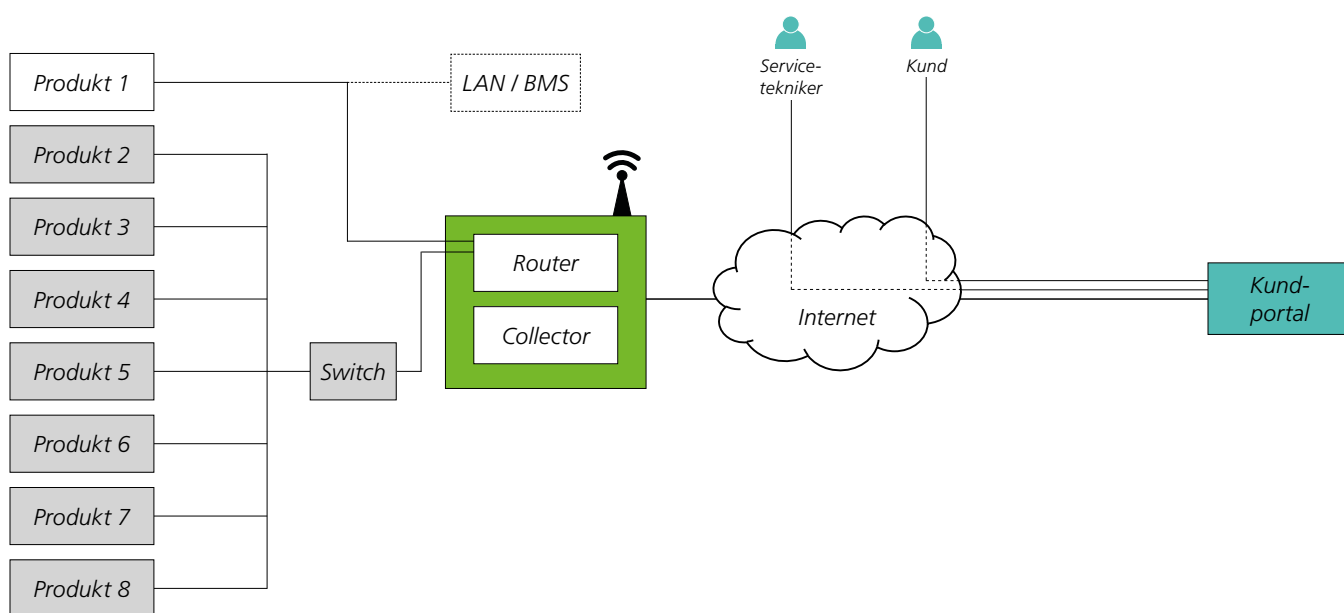 Produkt 1
LAN / BMS
Service-
tekniker
Kund
Produkt 2
Produkt 3
Produkt 4
Produkt 5
Produkt 6
Produkt 7
Produkt 8
Switch
Router
Collector
Internet
Kund-
portal